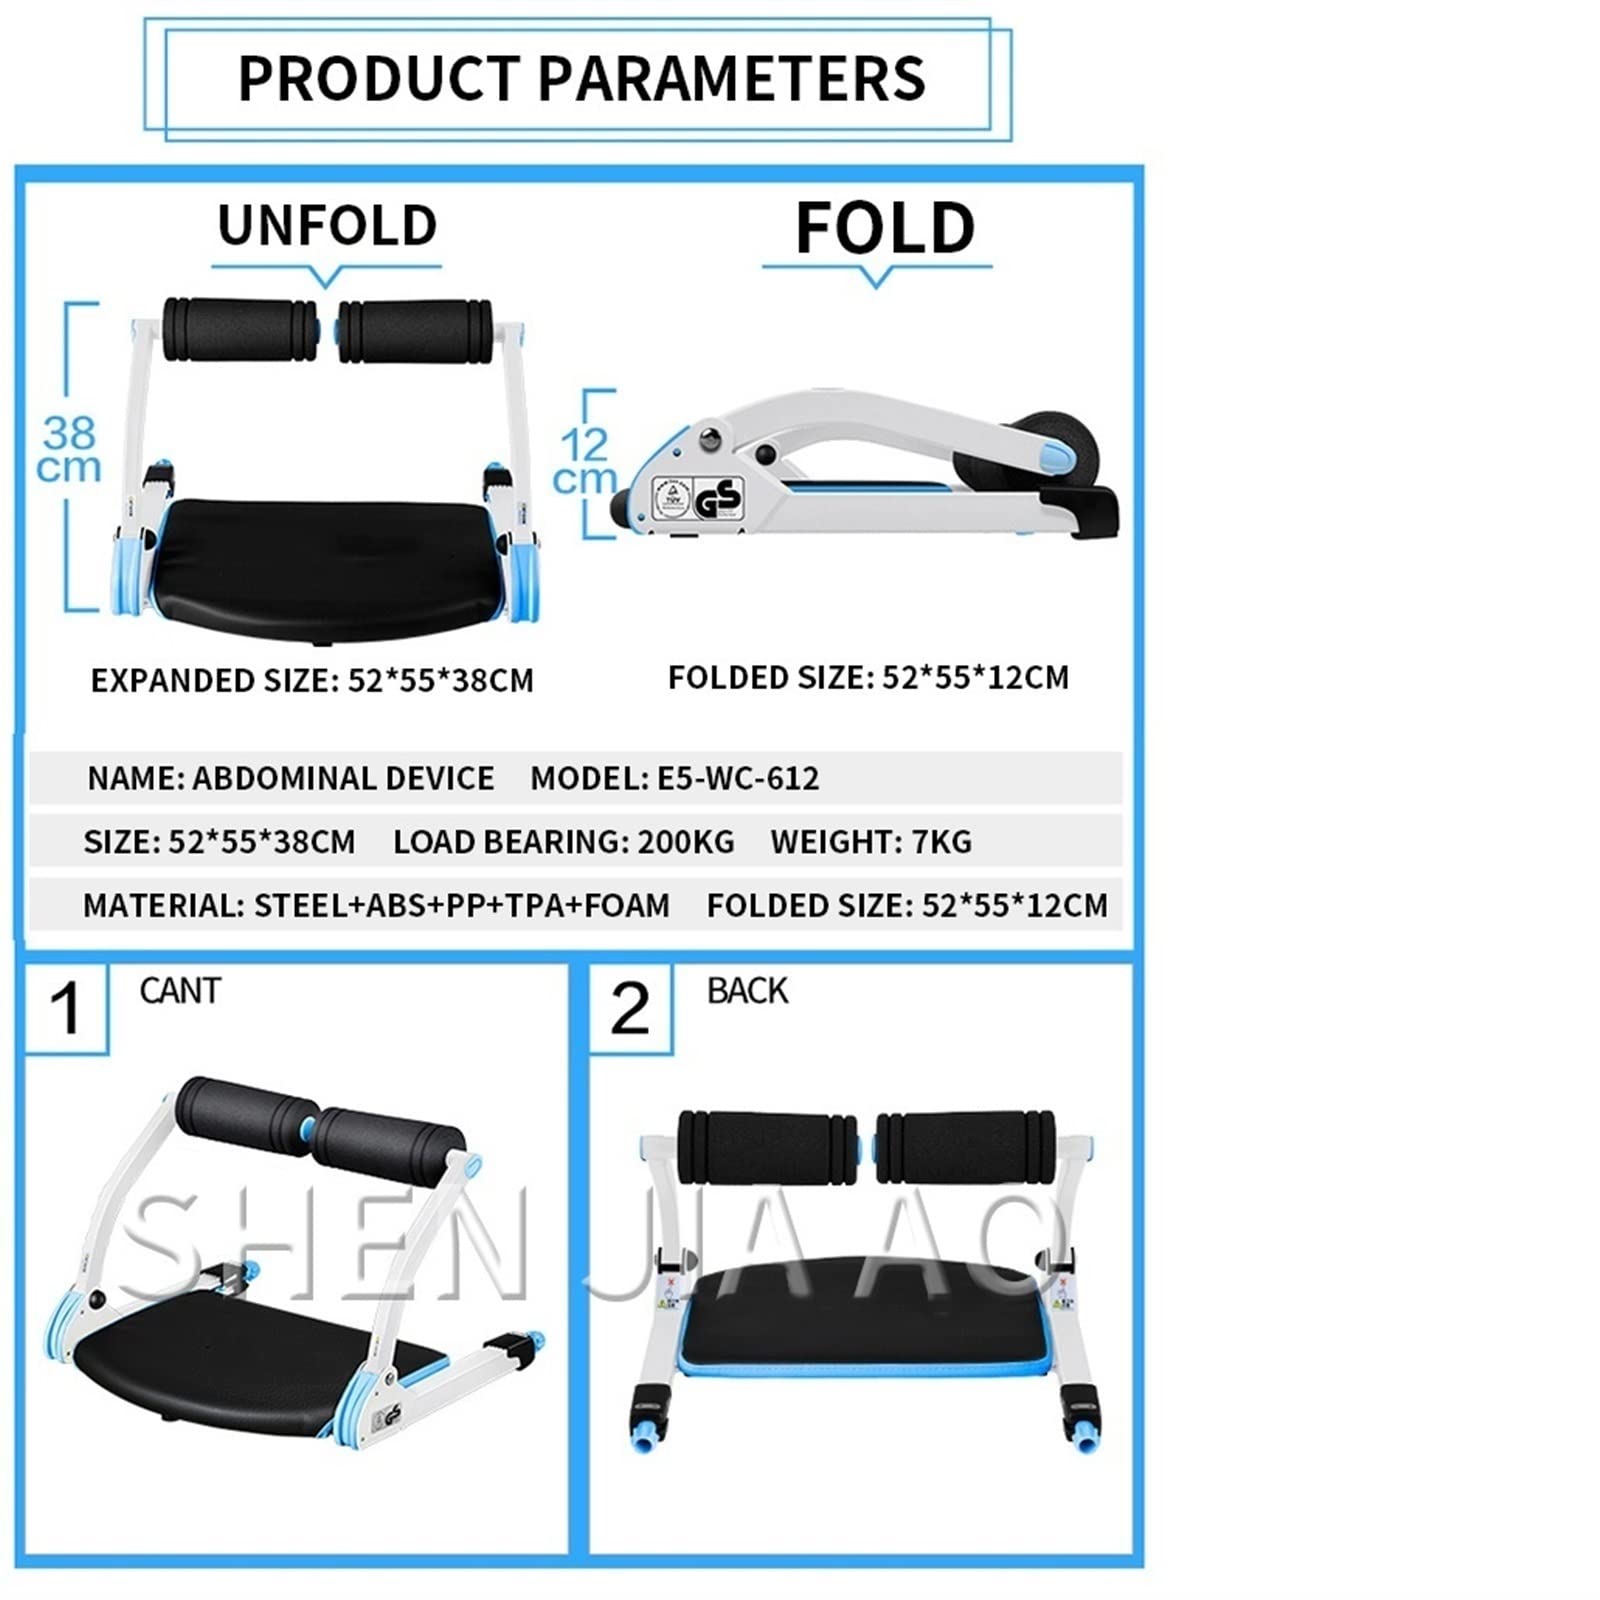 PRODUCT PARAMETERS
UNFOLD
FOLD
38
cm
12
cm
TÜV
GS
EXPANDED SIZE: 52*55*38CM
FOLDED SIZE: 52*55*12CM
NAME: ABDOMINAL DEVICE MODEL: E5-WC-612
SIZE: 52*55*38CM LOAD BEARING: 200KG WEIGHT: 7KG
MATERIAL: STEEL+ABS+PP+TPA+FOAM FOLDED SIZE: 52*55*12CM
1 CANT
2 BACK
SHEN JIA AO
GS